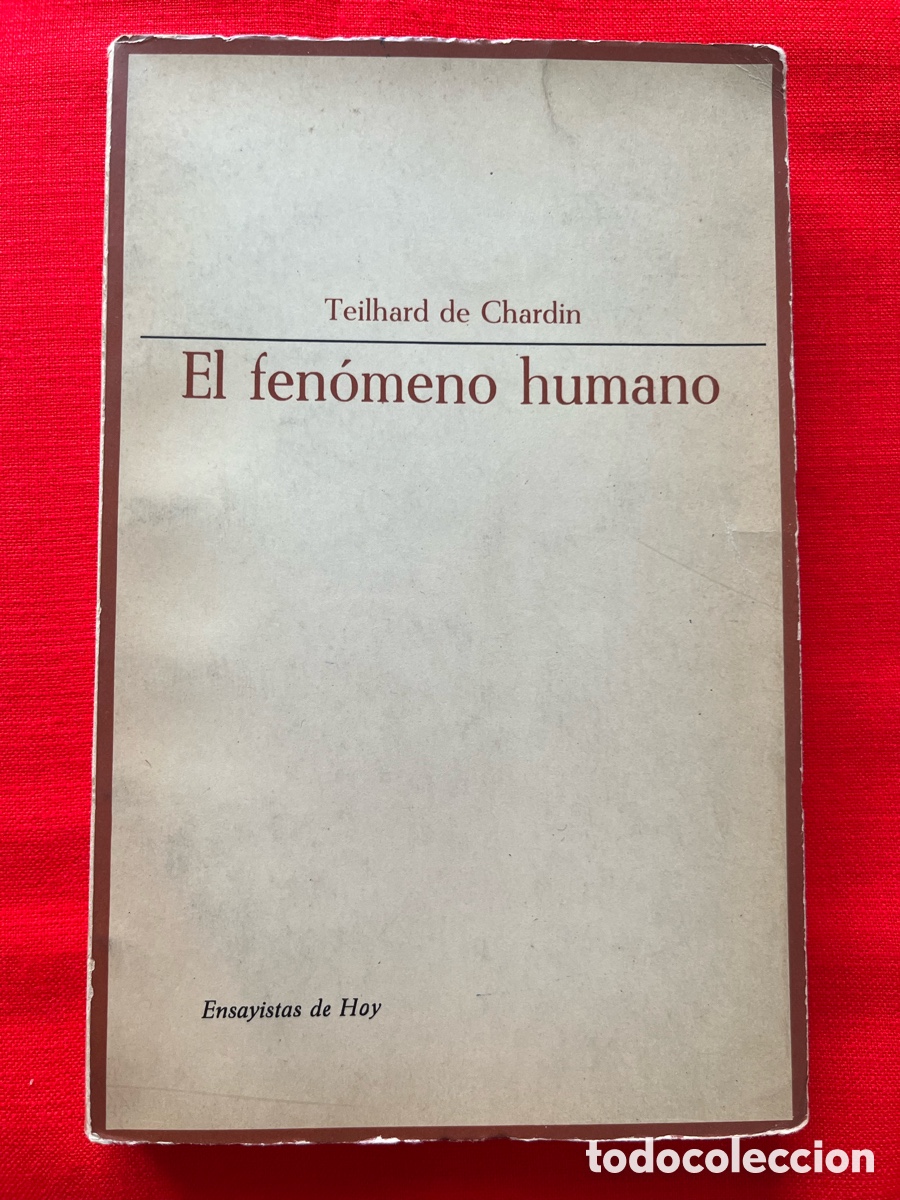 Teilhard de Chardin
El fenómeno humano
Ensayistas de Hoy
todocoleccion